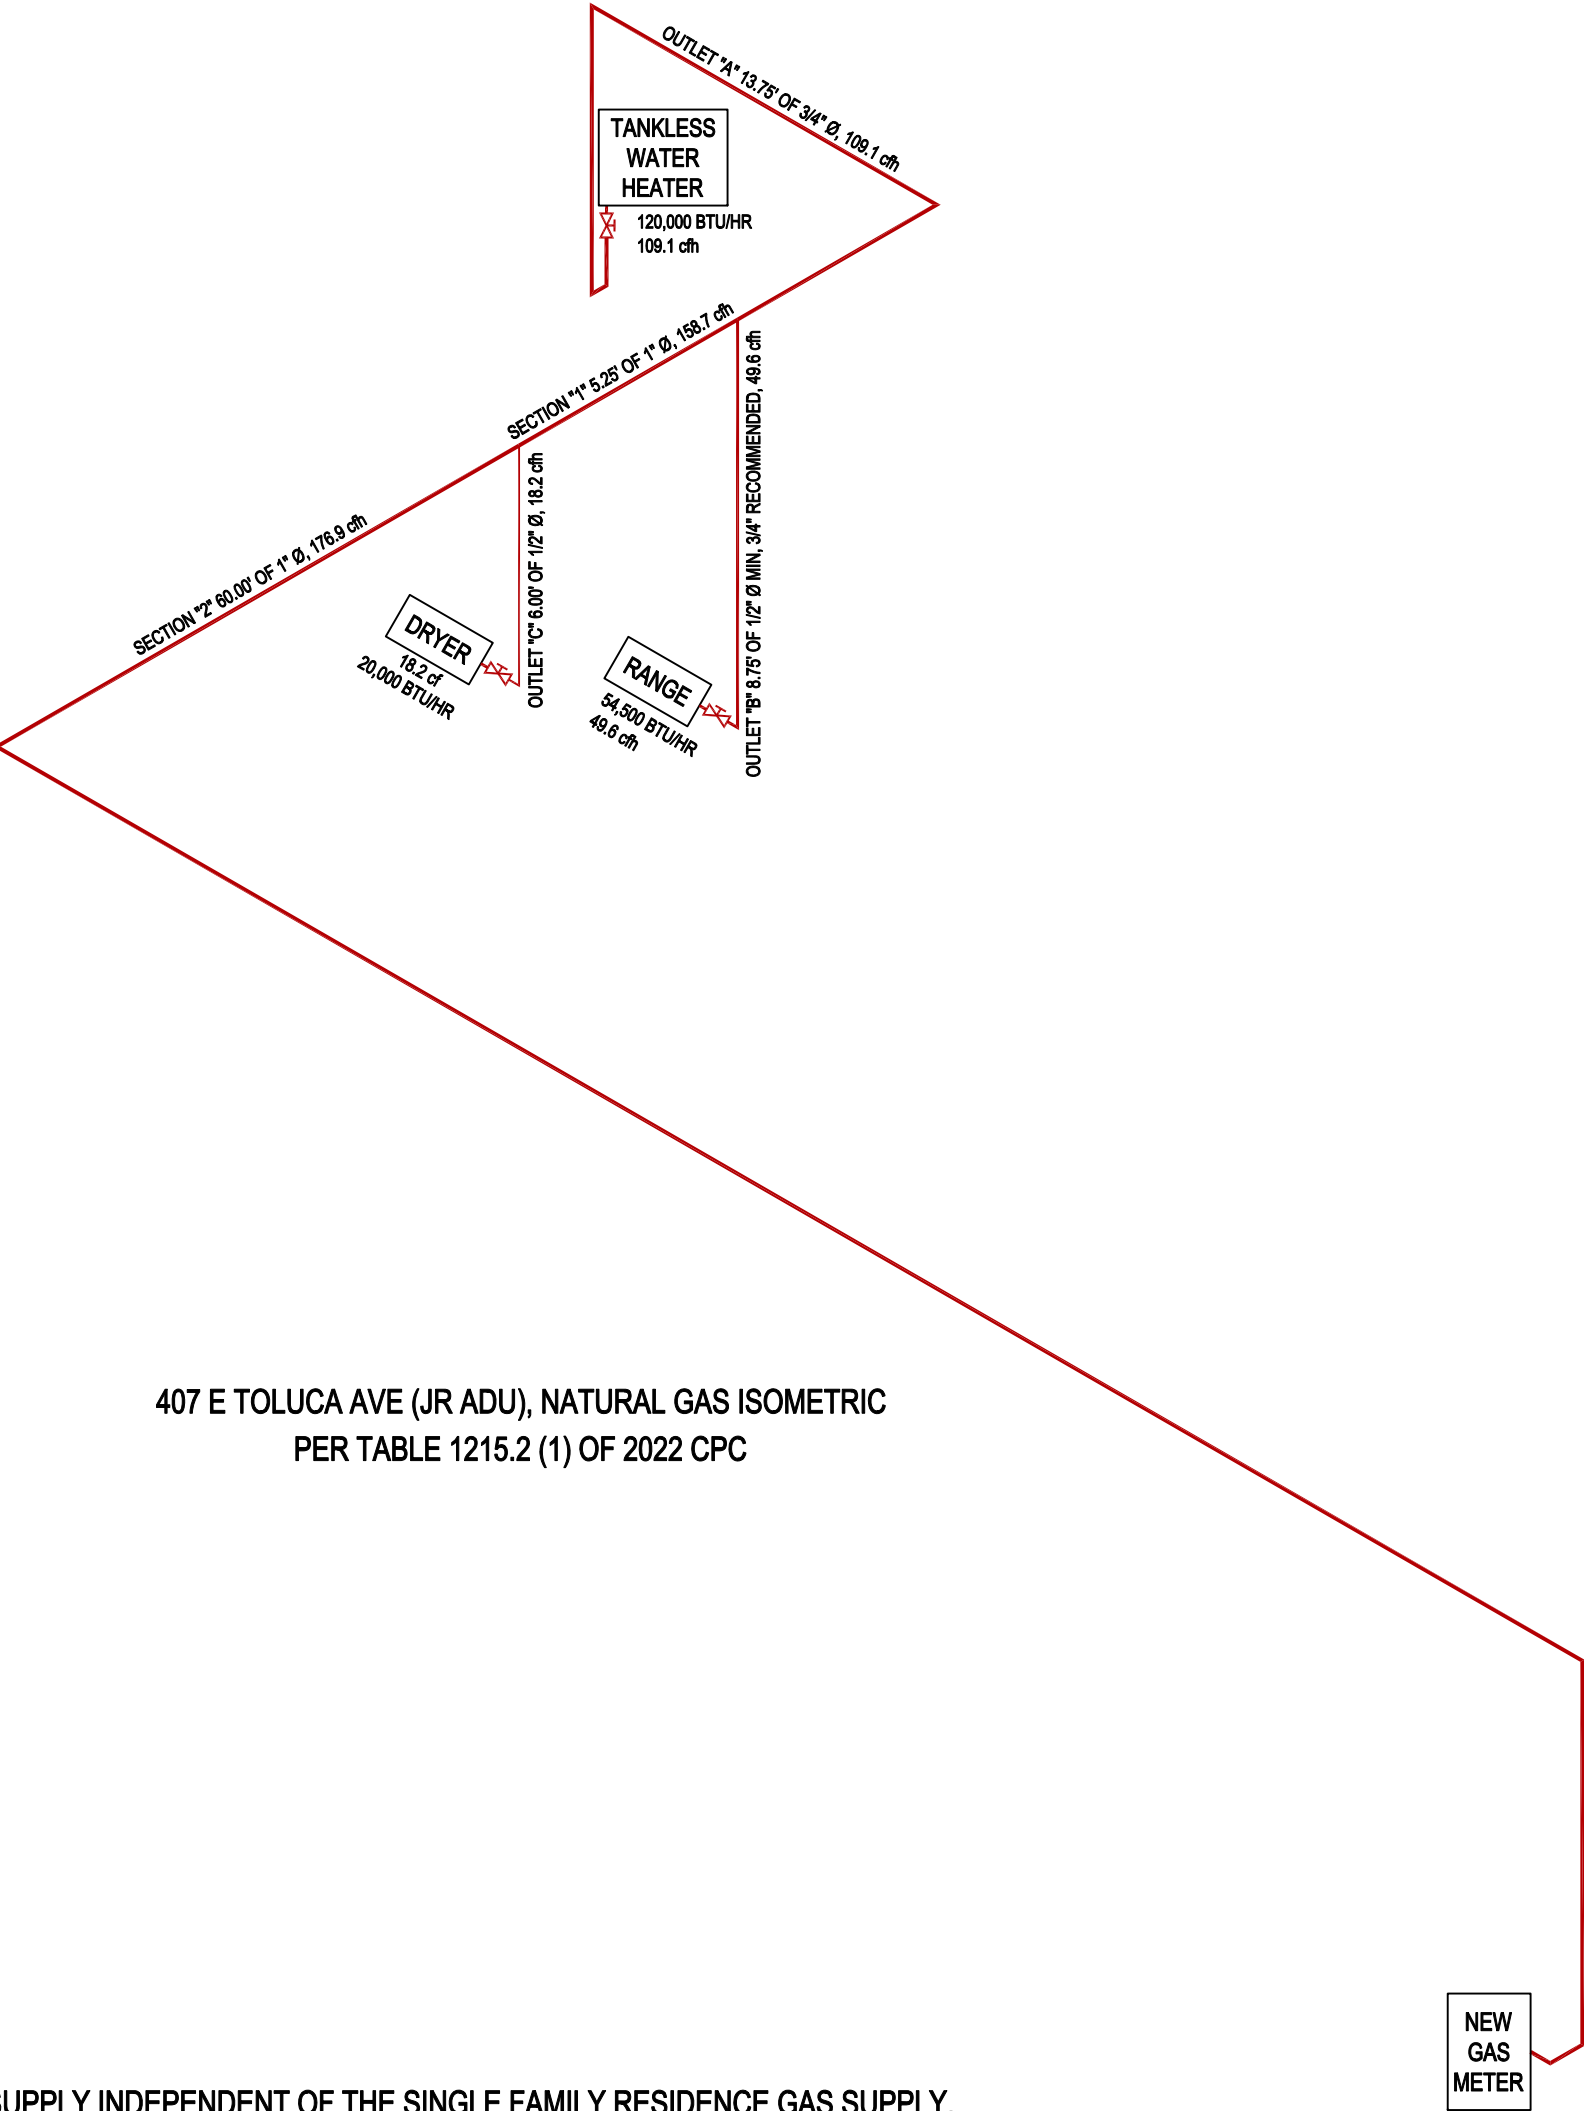 OUTLET "A" 13.75' OF 3/4" Ø, 109.1 cfh
TANKLESS
WATER
HEATER
120,000 BTU/HR
109.1 cfh
SECTION "1" 5.25' OF 1" Ø, 158.7 cfh
OUTLET "B" 8.75' OF 1/2" Ø MIN, 3/4" RECOMMENDED, 49.6 cfh
OUTLET "C" 6.00' OF 1/2" Ø, 18.2 cfh
SECTION "2" 60.00' OF 1" Ø, 176.9 cfh
DRYER
18.2 cf
20,000 BTU/HR
RANGE
54,500 BTU/HR
49.6 cfh
407 E TOLUCA AVE (JR ADU), NATURAL GAS ISOMETRIC
PER TABLE 1215.2 (1) OF 2022 CPC
NEW
GAS
METER
SUPPLY INDEPENDENT OF THE SINGLE FAMILY RESIDENCE GAS SUPPLY.